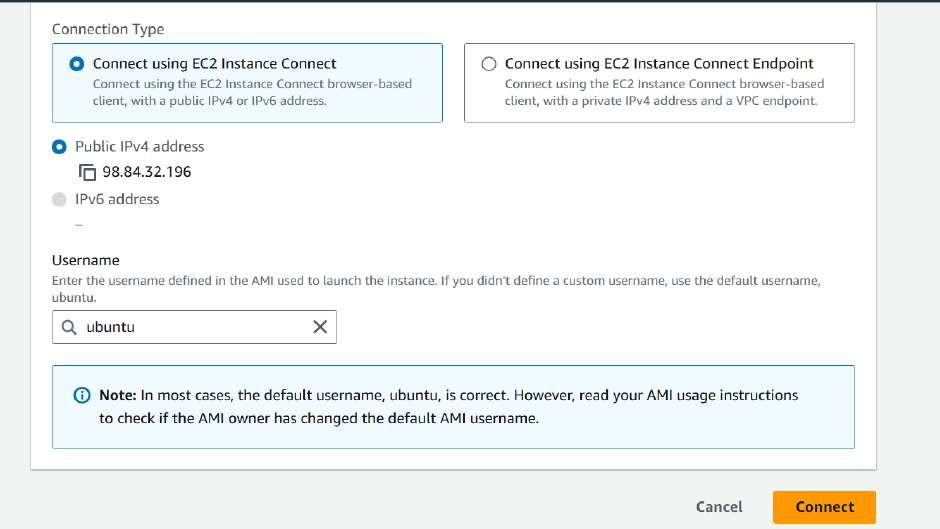 Connection Type
Connect using EC2 Instance Connect
Connect using the EC2 Instance Connect browser-based
client, with a public IPv4 or IPv6 address.
Connect using EC2 Instance Connect Endpoint
Connect using the EC2 Instance Connect browser-based
client, with a private IPv4 address and a VPC endpoint.
Public IPv4 address
98.84.32.196
IPv6 address
–
Username
Enter the username defined in the AMI used to launch the instance. If you didn't define a custom username, use the default username,
ubuntu.
ubuntu
Note: In most cases, the default username, ubuntu, is correct. However, read your AMI usage instructions
to check if the AMI owner has changed the default AMI username.
Cancel
Connect